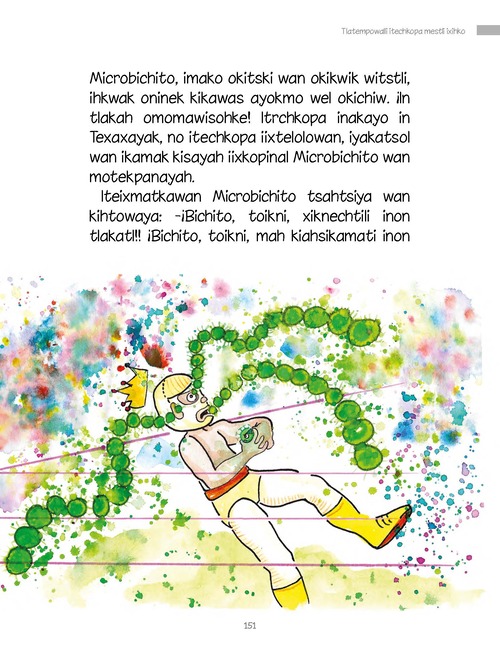 Tlatempowalli itechkopa mestli ixihko
Microbichito, imako okitski wan okikwik witstli,
ihkwak oninek kikawas ayokmo wel okichiw. ¡In
tlakah omomawisohke! Itrchkopa inakayo in
Texaxayak, no itechkopa iixtelolowan, iyakatsol
wan ikamak kisayah iixkopinal Microbichito wan
motekpanayah.
Iteixmatkawan Microbichito tsahtsiya wan
kihtowaya: -¡Bichito, toikni, xiknechtili inon
tlakatl!! ¡Bichito, toikni, mah kiahsikamati inon
151